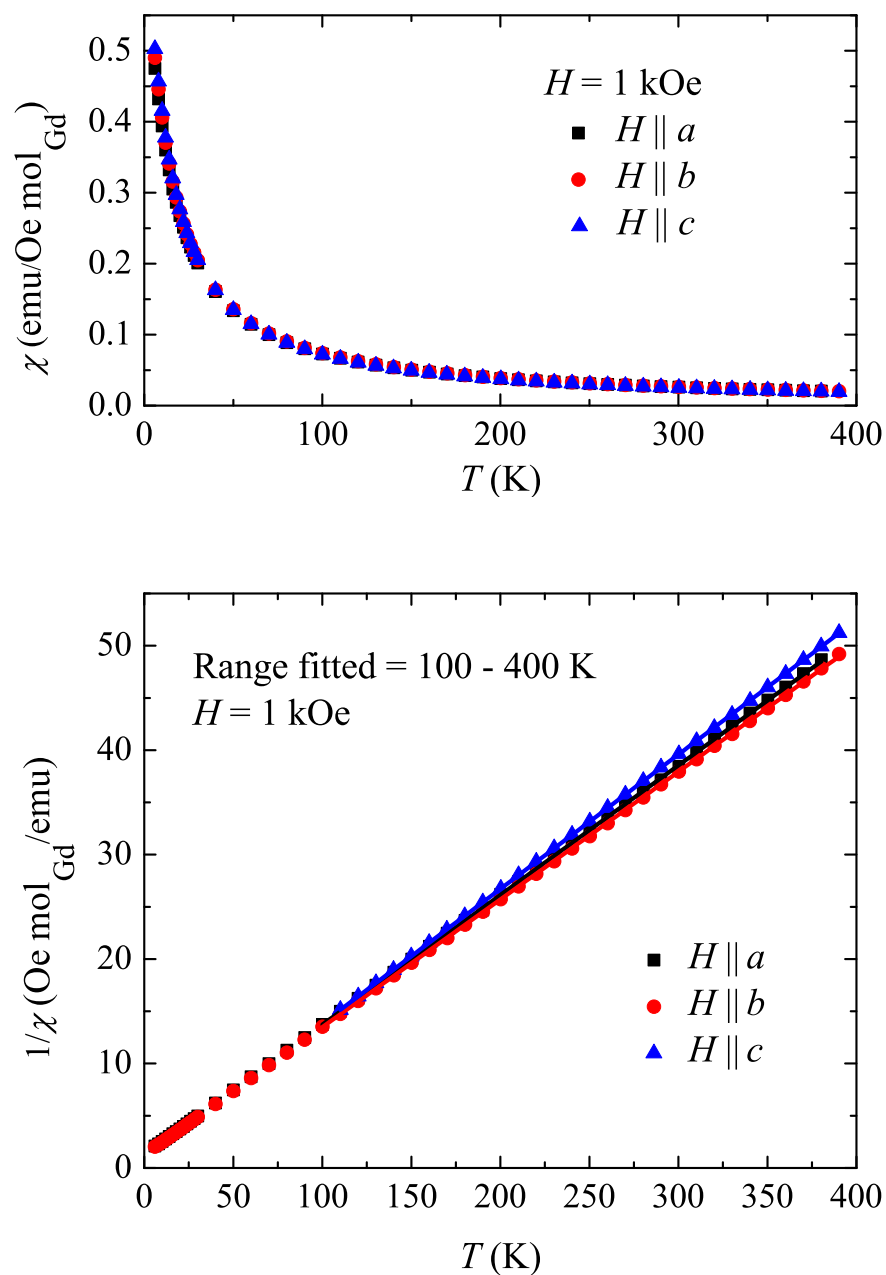 χ (emu/Oe mol_Gd)
0.5
0.4
0.3
0.2
0.1
0.0
H = 1 kOe
H || a
H || b
H || c
0 100 200 300 400
T (K)
1/χ (Oe mol_Gd/emu)
50
40
30
20
10
0
Range fitted = 100 - 400 K
H = 1 kOe
H || a
H || b
H || c
0 50 100 150 200 250 300 350 400
T (K)